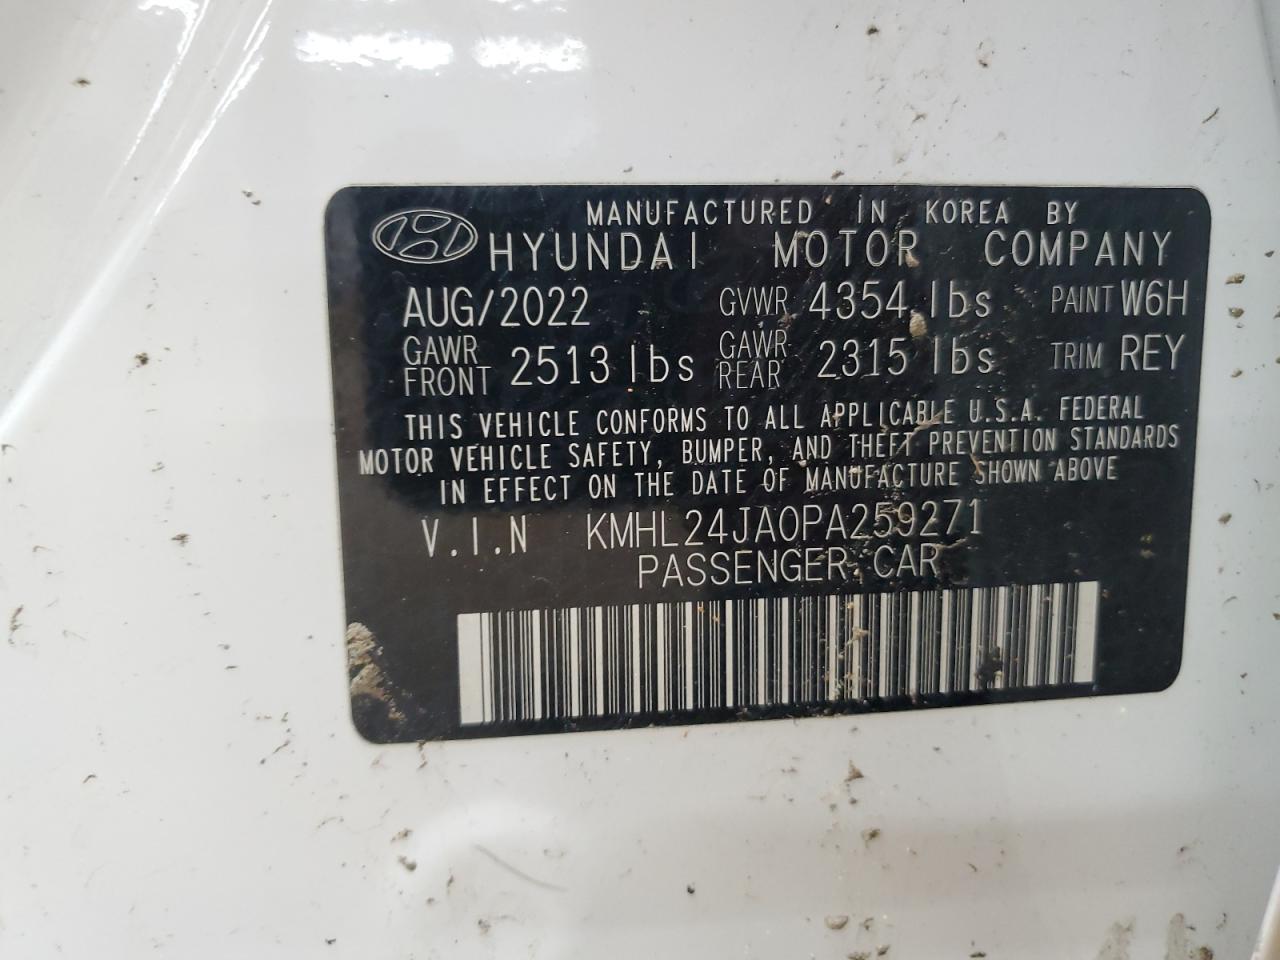 MANUFACTURED IN KOREA BY
HYUNDAI MOTOR COMPANY
AUG/2022 GVWR 4354 lbs PAINT W6H
GAWR FRONT 2513 lbs GAWR REAR 2315 lbs TRIM REY
THIS VEHICLE CONFORMS TO ALL APPLICABLE U.S.A. FEDERAL
MOTOR VEHICLE SAFETY, BUMPER, AND THEFT PREVENTION STANDARDS
IN EFFECT ON THE DATE OF MANUFACTURE SHOWN ABOVE
V.I.N KMHL24JA0PA259271
PASSENGER CAR